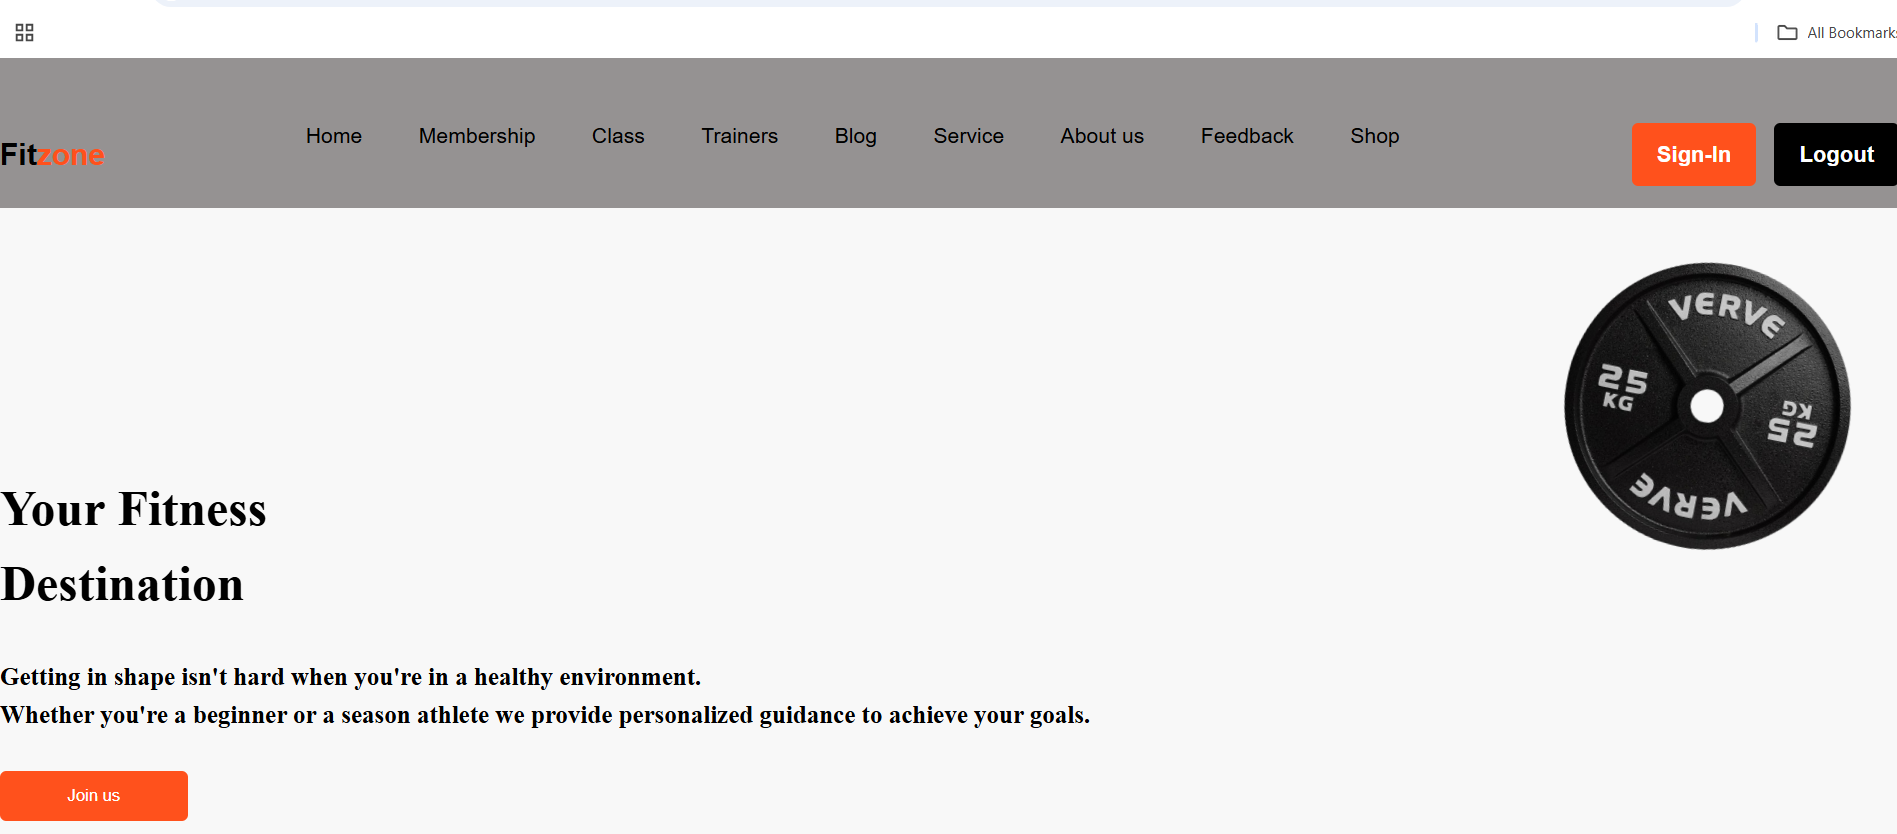 All Bookmarks
Fitzone
Home Membership Class Trainers Blog Service About us Feedback Shop
Sign-In Logout
VERVE
25 KG
25 KG
VERVE
Your Fitness
Destination
Getting in shape isn't hard when you're in a healthy environment.
Whether you're a beginner or a season athlete we provide personalized guidance to achieve your goals.
Join us